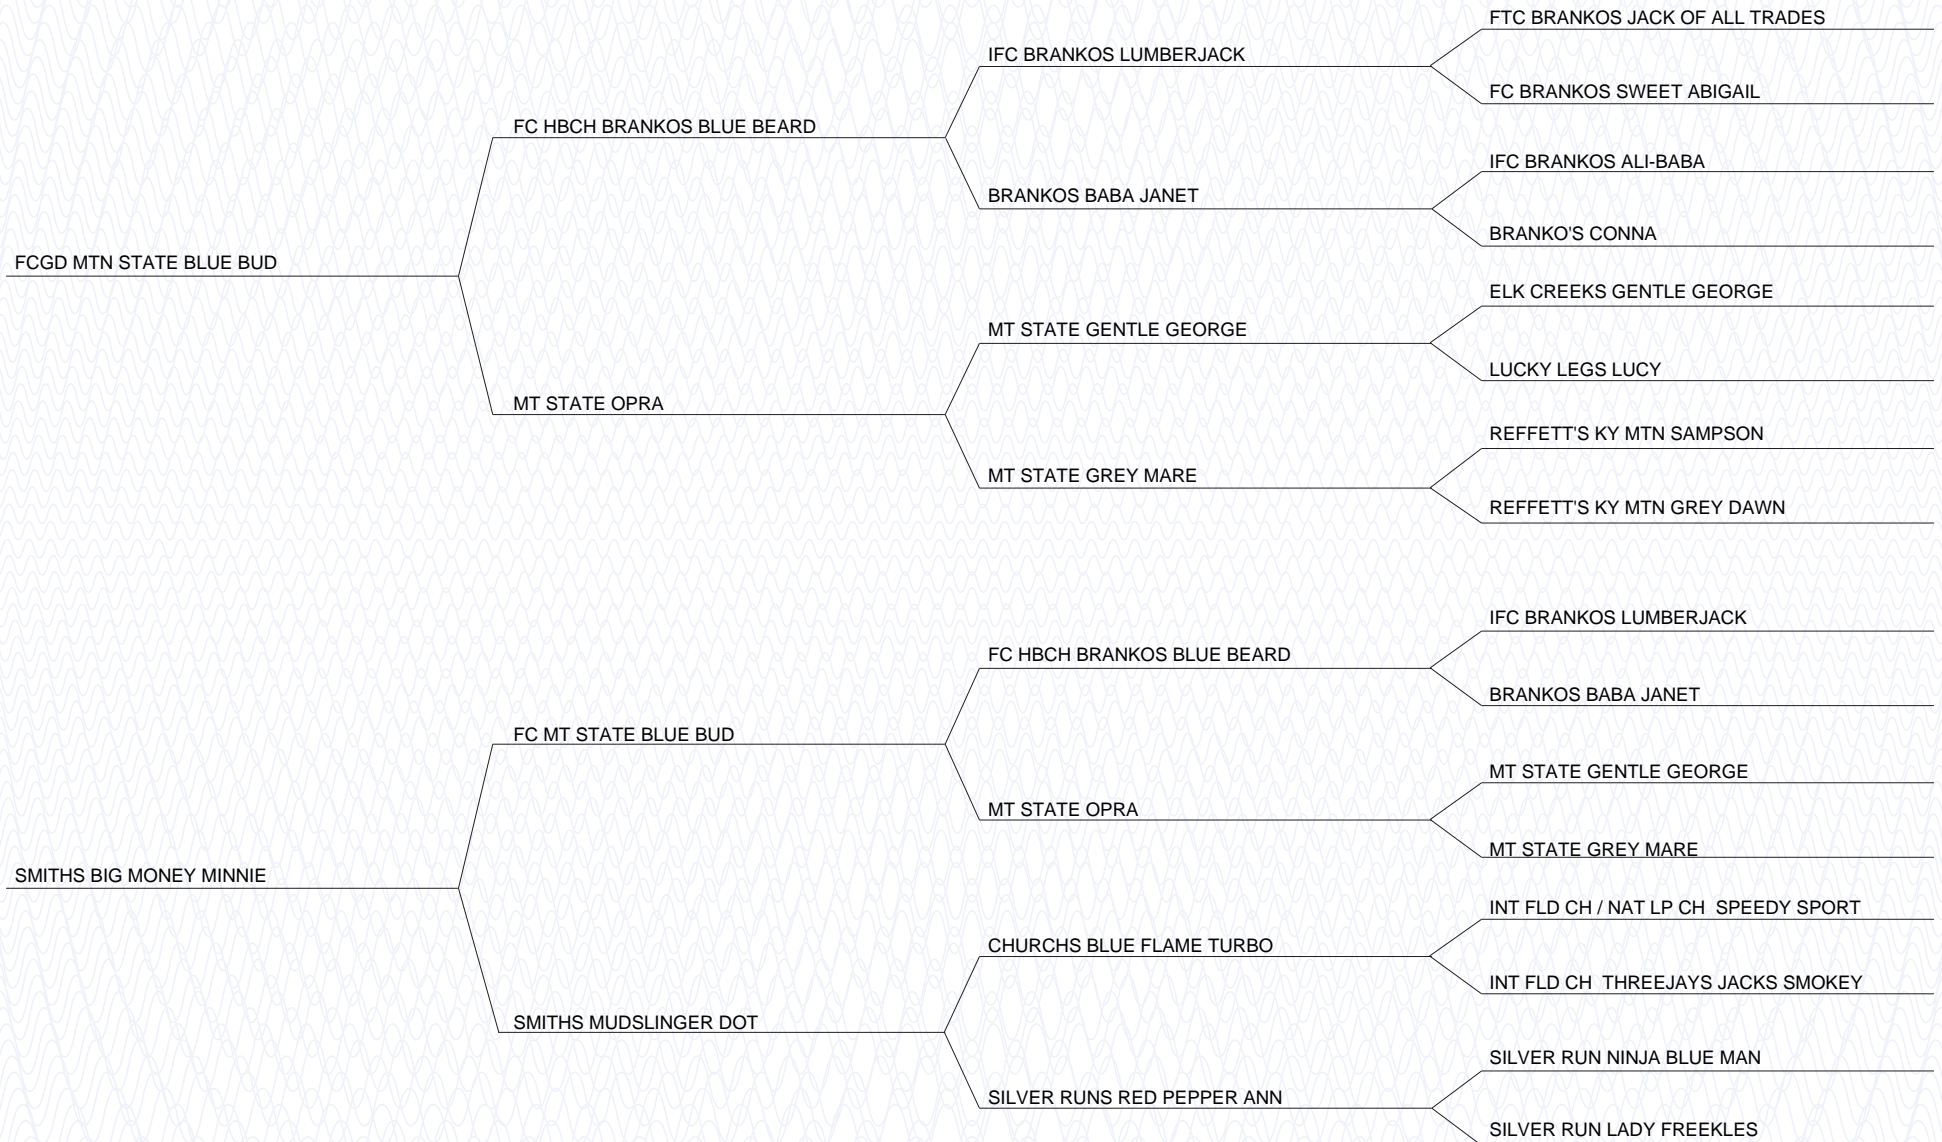 FTC BRANKOS JACK OF ALL TRADES
IFC BRANKOS LUMBERJACK
FC BRANKOS SWEET ABIGAIL
FC HBCH BRANKOS BLUE BEARD
IFC BRANKOS ALI-BABA
BRANKOS BABA JANET
BRANKO'S CONNA
FCGD MTN STATE BLUE BUD
ELK CREEKS GENTLE GEORGE
MT STATE GENTLE GEORGE
LUCKY LEGS LUCY
MT STATE OPRA
REFFETT'S KY MTN SAMPSON
MT STATE GREY MARE
REFFETT'S KY MTN GREY DAWN
IFC BRANKOS LUMBERJACK
FC HBCH BRANKOS BLUE BEARD
BRANKOS BABA JANET
FC MT STATE BLUE BUD
MT STATE GENTLE GEORGE
MT STATE OPRA
MT STATE GREY MARE
SMITHS BIG MONEY MINNIE
INT FLD CH / NAT LP CH  SPEEDY SPORT
CHURCHS BLUE FLAME TURBO
INT FLD CH  THREEJAYS JACKS SMOKEY
SMITHS MUDSLINGER DOT
SILVER RUN NINJA BLUE MAN
SILVER RUNS RED PEPPER ANN
SILVER RUN LADY FREEKLES